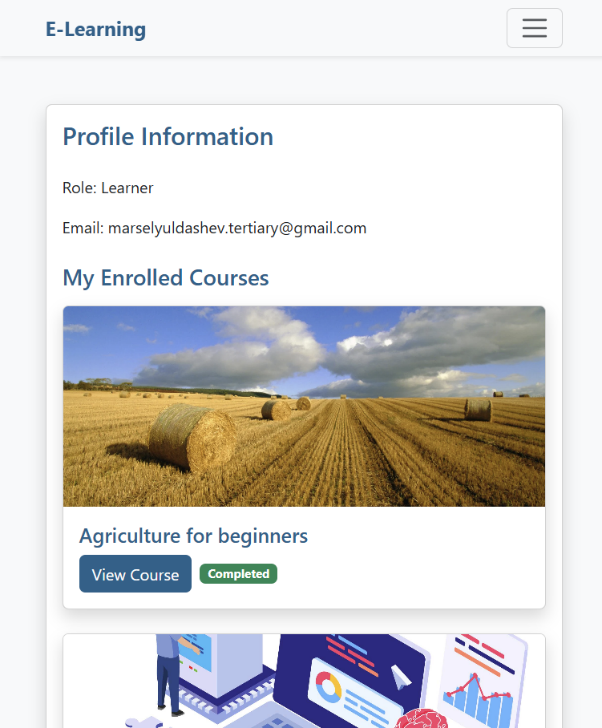 E-Learning
Profile Information
Role: Learner
Email: marselyuldashev.tertiary@gmail.com
My Enrolled Courses
Agriculture for beginners
View Course
Completed